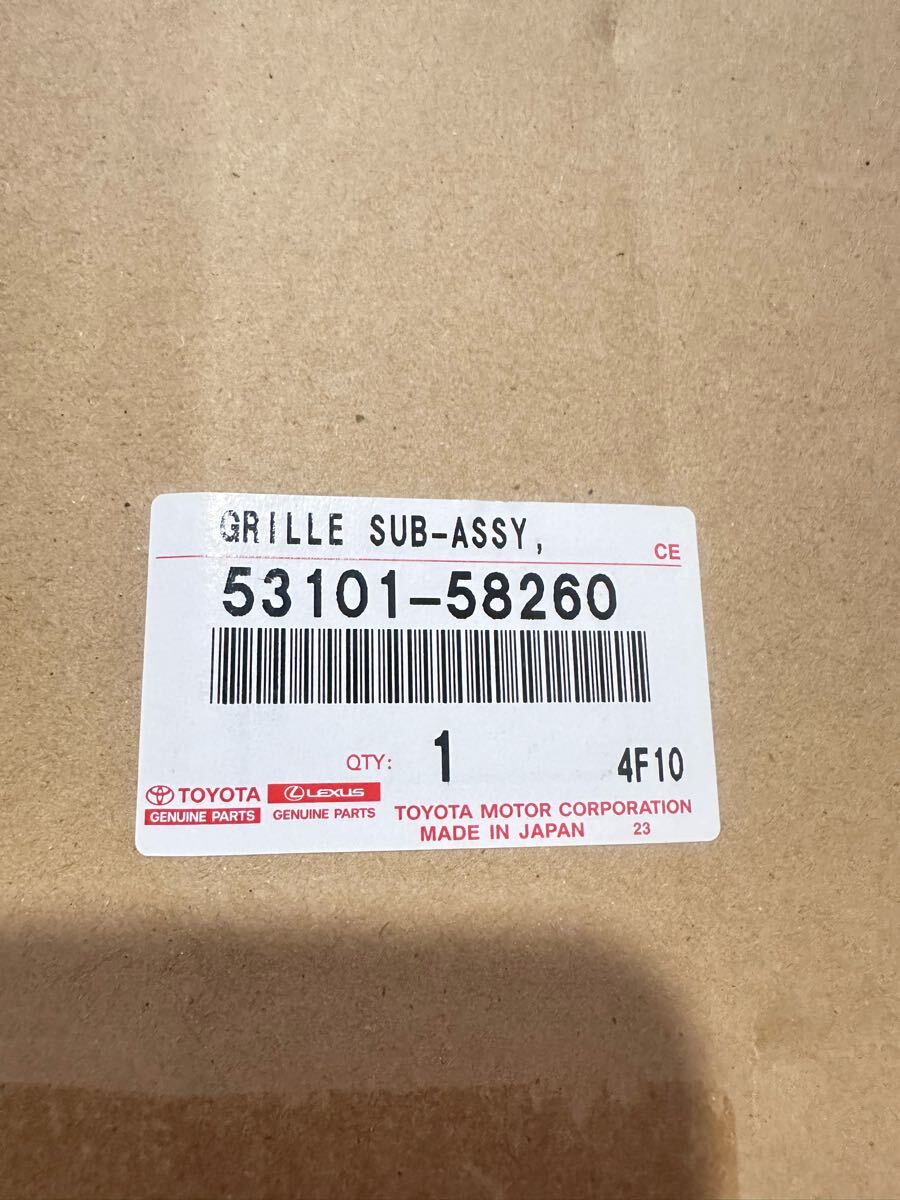 GRILLE SUB-ASSY,
CE
53101-58260
QTY: 1 4F10
TOYOTA LEXUS
GENUINE PARTS GENUINE PARTS
TOYOTA MOTOR CORPORATION
MADE IN JAPAN 23